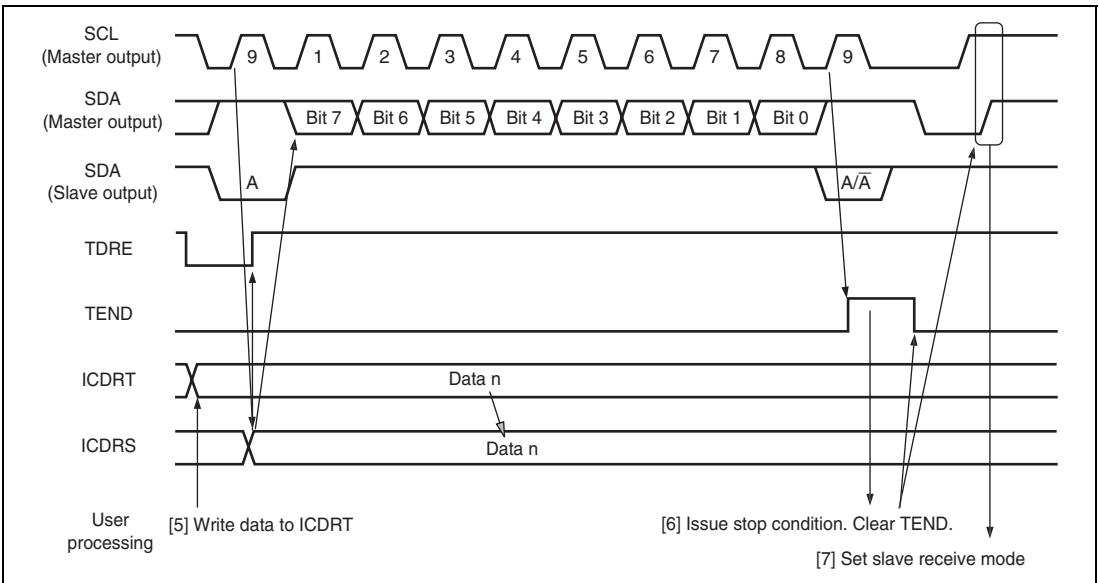 SCL
(Master output)
9 1 2 3 4 5 6 7 8 9
SDA
(Master output)
Bit 7 Bit 6 Bit 5 Bit 4 Bit 3 Bit 2 Bit 1 Bit 0
SDA
(Slave output)
A A/A̅
TDRE
TEND
ICDRT
Data n
ICDRS
Data n
User
processing
[5] Write data to ICDRT
[6] Issue stop condition. Clear TEND.
[7] Set slave receive mode